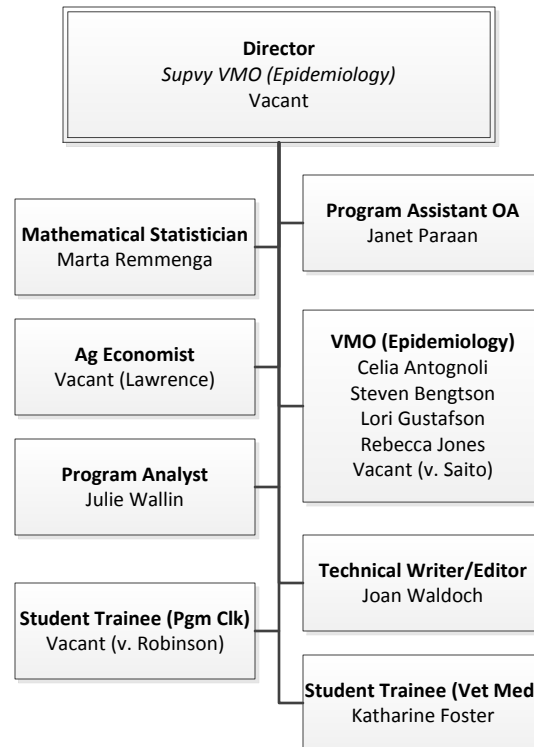 Director
Supvy VMO (Epidemiology)
Vacant
Mathematical Statistician
Marta Remmenga
Program Assistant OA
Janet Paraan
Ag Economist
Vacant (Lawrence)
VMO (Epidemiology)
Celia Antognoli
Steven Bengtson
Lori Gustafson
Rebecca Jones
Vacant (v. Saito)
Program Analyst
Julie Wallin
Technical Writer/Editor
Joan Waldoch
Student Trainee (Pgm Clk)
Vacant (v. Robinson)
Student Trainee (Vet Med
Katharine Foster